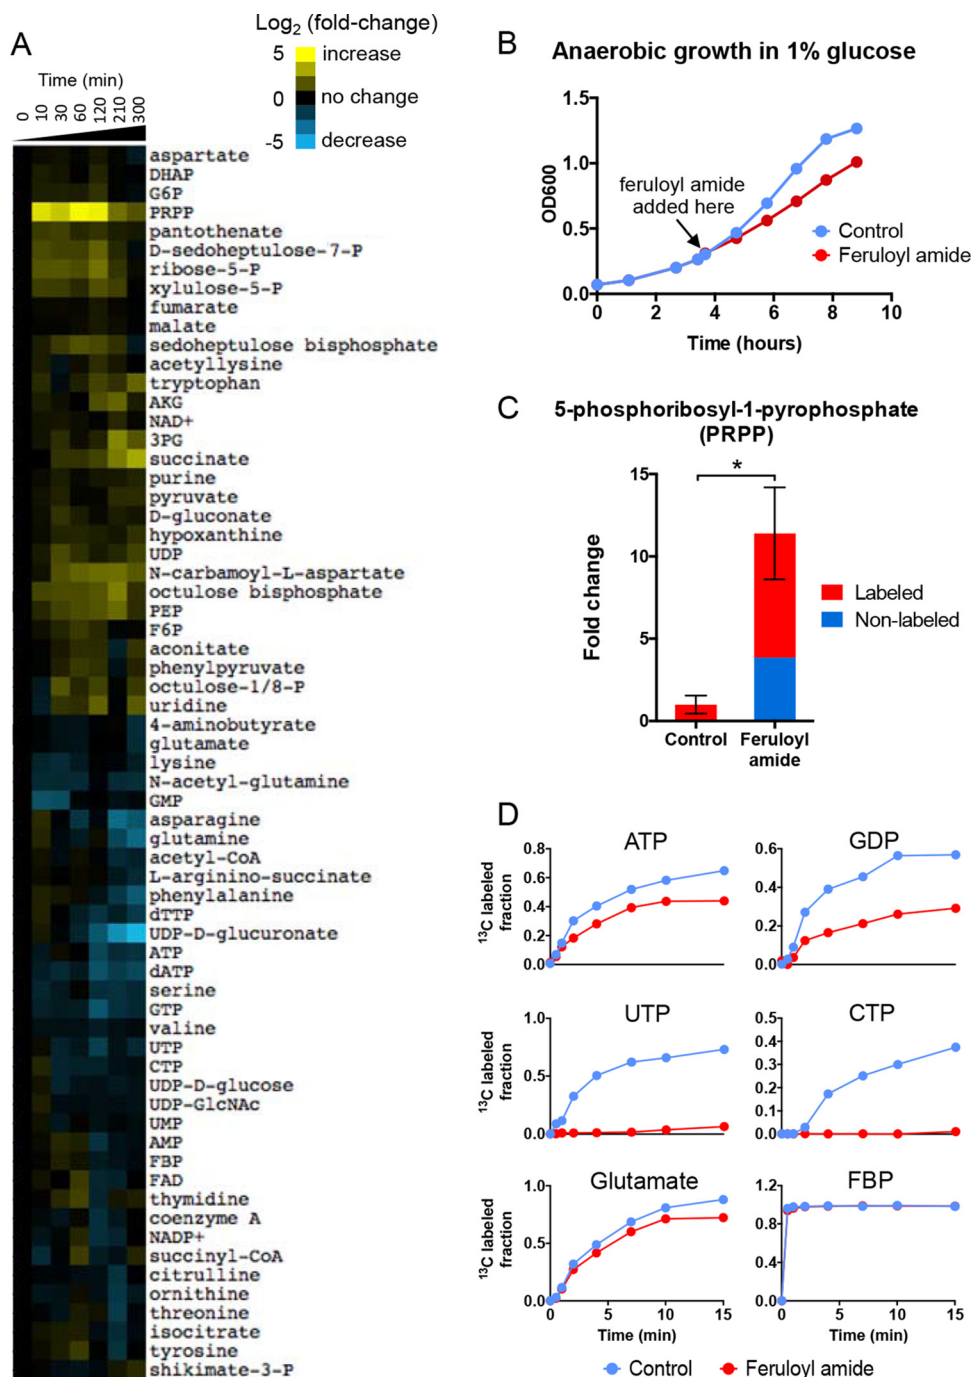 A
Log2 (fold-change)
5 increase
0 no change
-5 decrease
Time (min)
0 10 30 60 120 210 300
aspartate
DHAP
G6P
PRPP
pantothenate
D-sedoheptulose-7-P
ribose-5-P
xylulose-5-P
fumarate
malate
sedoheptulose bisphosphate
acetyllysine
tryptophan
AKG
NAD+
3PG
succinate
purine
pyruvate
D-gluconate
hypoxanthine
UDP
N-carbamoyl-L-aspartate
octulose bisphosphate
PEP
F6P
aconitate
phenylpyruvate
octulose-1/8-P
uridine
4-aminobutyrate
glutamate
lysine
N-acetyl-glutamine
GMP
asparagine
glutamine
acetyl-CoA
L-arginino-succinate
phenylalanine
dTTP
UDP-D-glucuronate
ATP
dATP
serine
GTP
valine
UTP
CTP
UDP-D-glucose
UDP-GlcNAc
UMP
AMP
FBP
FAD
thymidine
coenzyme A
NADP+
succinyl-CoA
citrulline
ornithine
threonine
isocitrate
tyrosine
shikimate-3-P
B
Anaerobic growth in 1% glucose
1.5
1.0
0.5
0.0
OD600
feruloyl amide
added here
Control
Feruloyl amide
0 2 4 6 8 10
Time (hours)
C
5-phosphoribosyl-1-pyrophosphate
(PRPP)
15
10
5
0
Fold change
*
Labeled
Non-labeled
Control Feruloyl
amide
D
ATP
0.8
0.6
0.4
0.2
0.0
13C labeled
fraction
GDP
0.6
0.4
0.2
0.0
UTP
1.0
0.5
0.0
13C labeled
fraction
CTP
0.5
0.4
0.3
0.2
0.1
0.0
Glutamate
1.0
0.5
0.0
13C labeled
fraction
0 5 10 15
Time (min)
FBP
1.2
0.8
0.4
0.0
0 5 10 15
Time (min)
Control Feruloyl amide